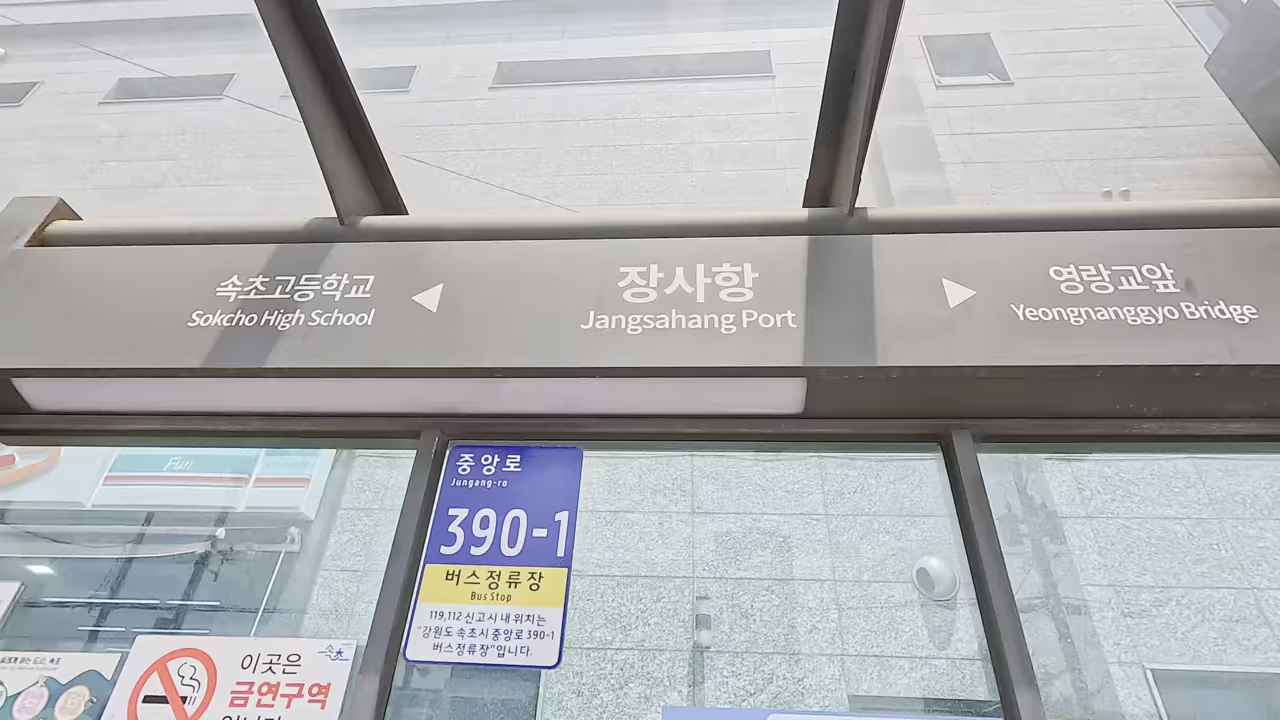 속초고등학교
Sokcho High School
장사항
Jangsahang Port
영랑교앞
Yeongnanggyo Bridge
Fun
중앙로
Jungang-ro
390-1
버스정류장
Bus Stop
119,112 신고시 내 위치는
"강원도 속초시 중앙로 390-1
버스정류장"입니다.
속초
이곳은
금연구역